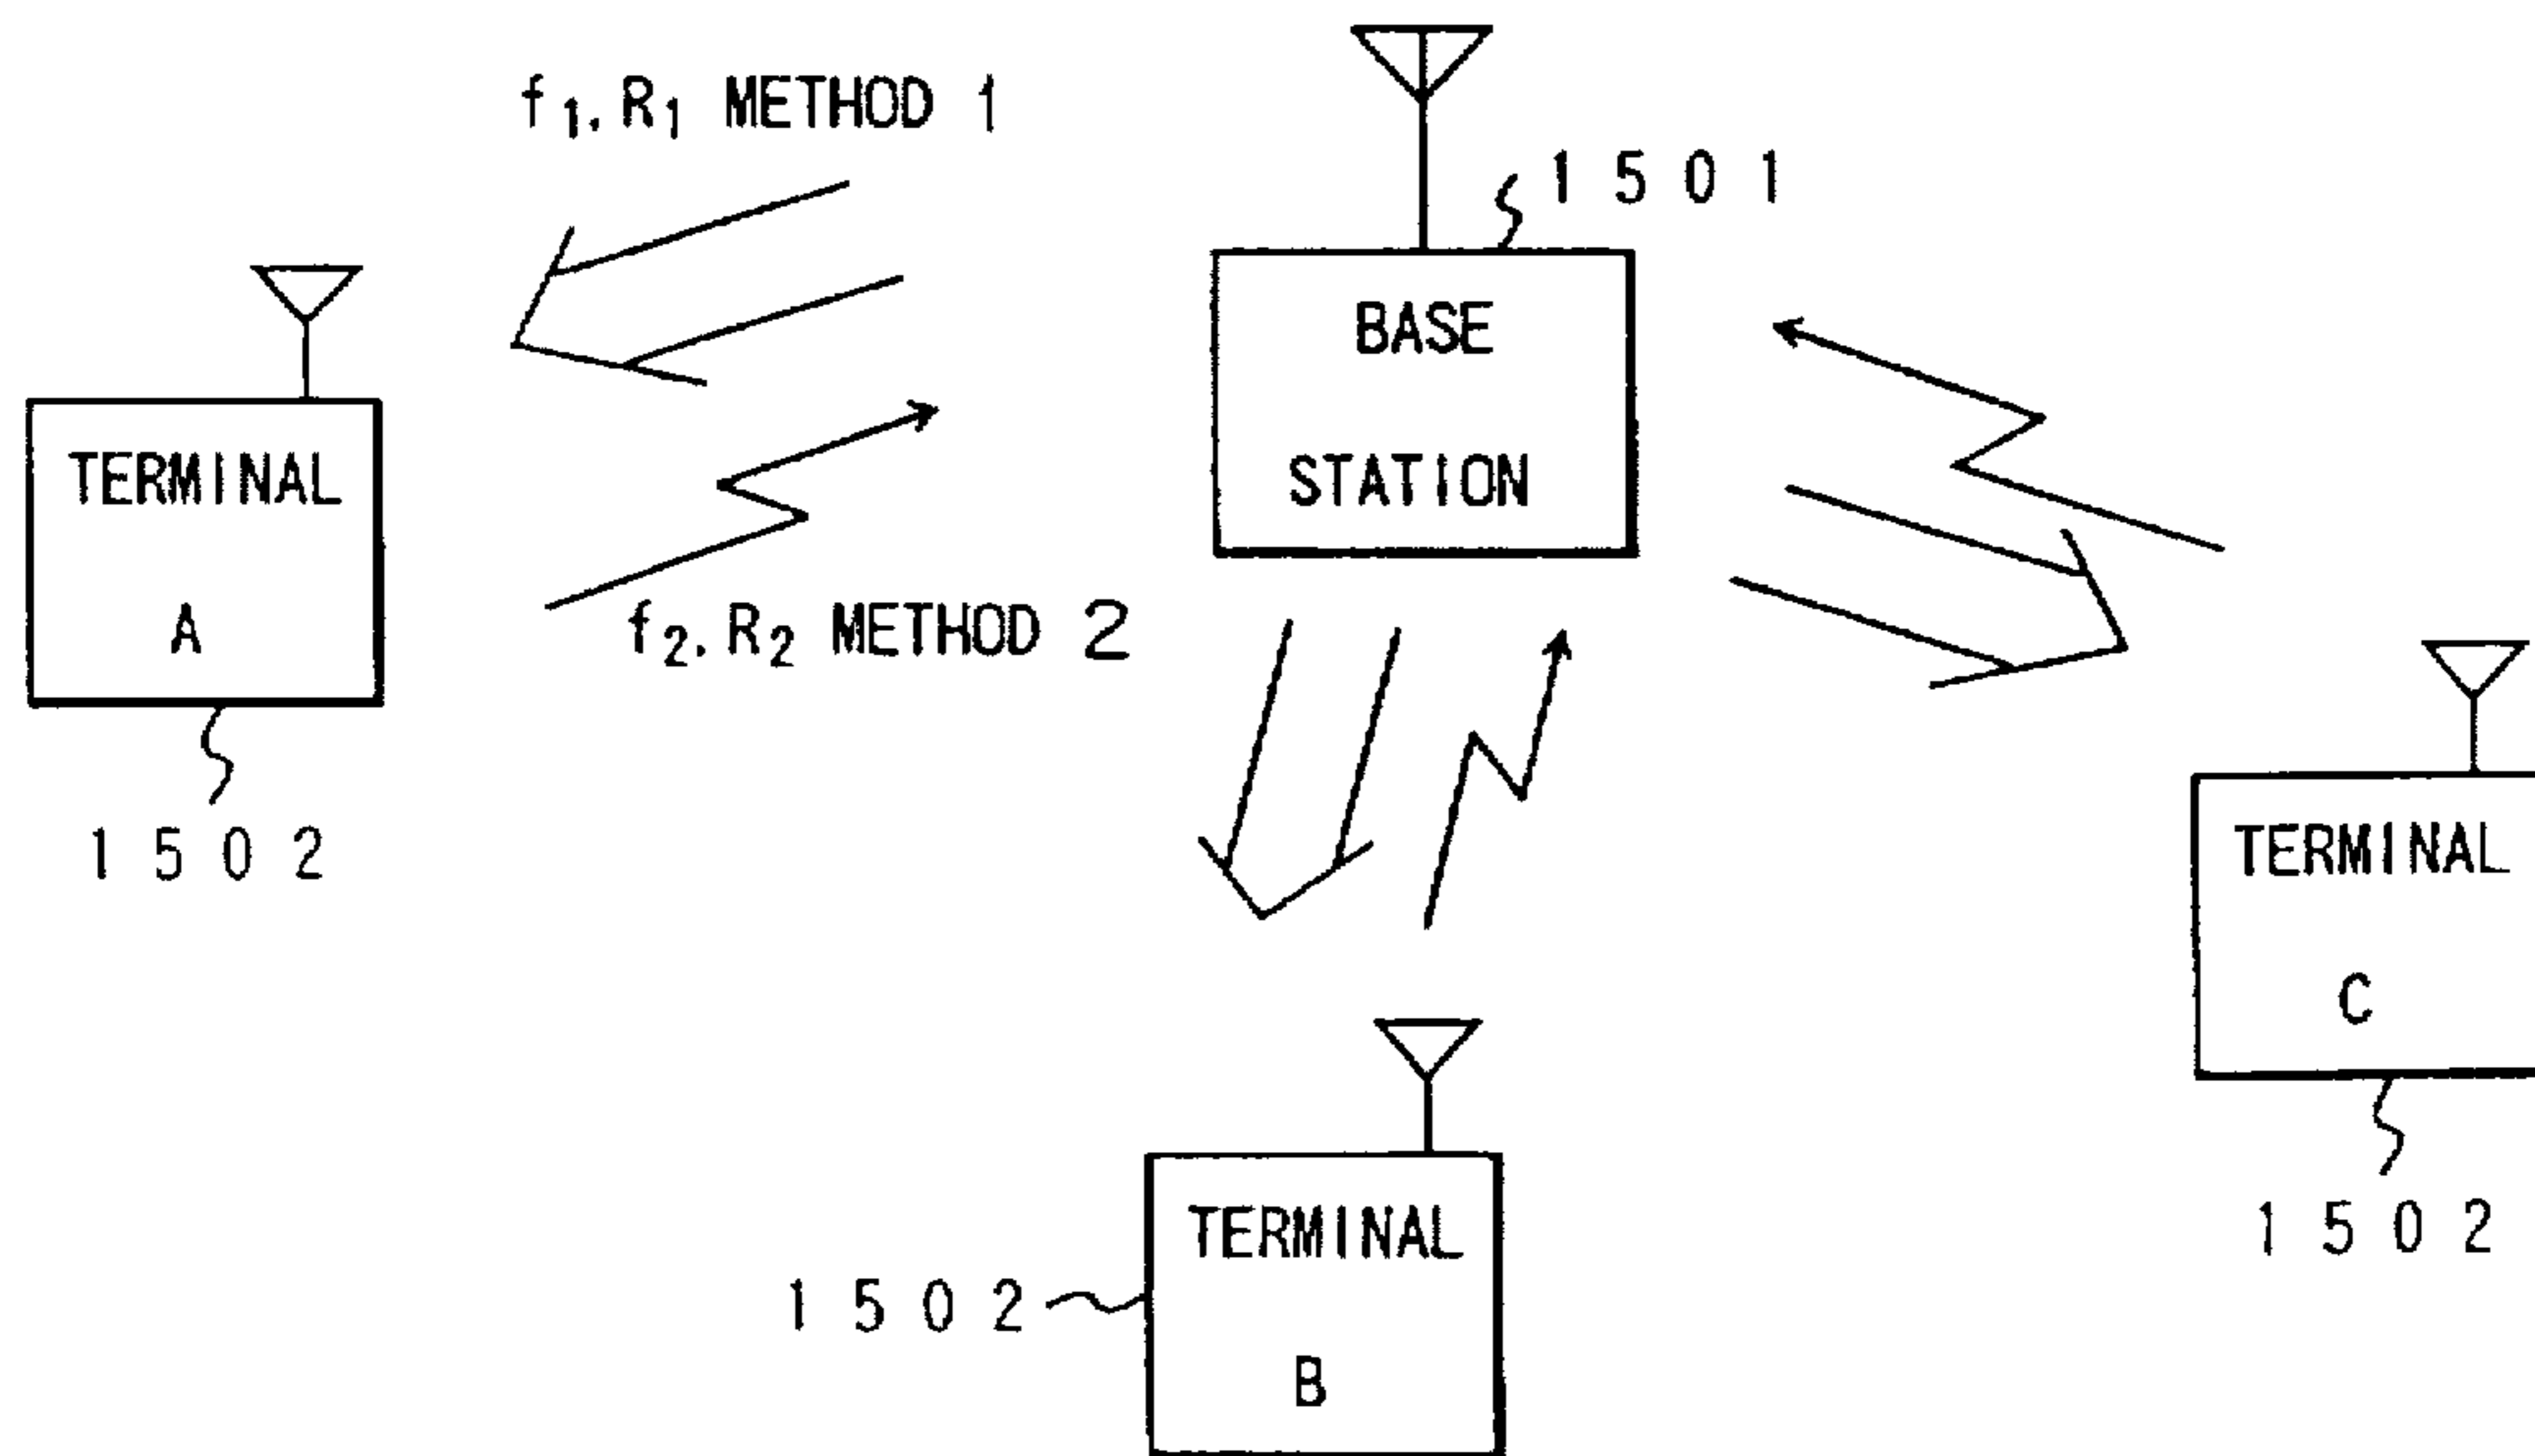 f₁, R₁ METHOD 1
1501
BASE
STATION
TERMINAL
A
1502
f₂, R₂ METHOD 2
TERMINAL
C
1502
TERMINAL
B
1502